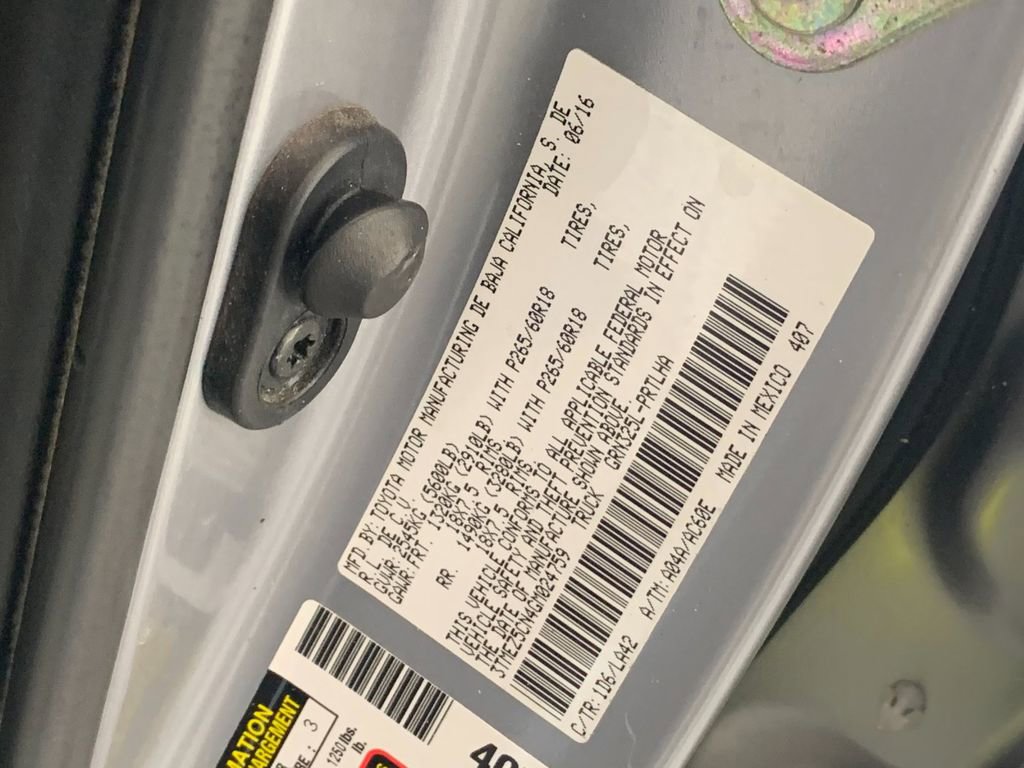 MFD. BY: TOYOTA MOTOR MANUFACTURING DE BAJA CALIFORNIA, S. DE
R.L. DE C.V. DATE: 06/16
GVWR: 2545KG (5600LB)
GAWR: FRT. 1320KG (2910LB) WITH P265/60R18 TIRES,
18X7.5 RIMS
RR. 1490KG (3280LB) WITH P265/60R18 TIRES,
18X7.5 RIMS
THIS VEHICLE CONFORMS TO ALL APPLICABLE FEDERAL MOTOR
VEHICLE SAFETY AND THEFT PREVENTION STANDARDS IN EFFECT ON
THE DATE OF MANUFACTURE SHOWN ABOVE
TRUCK GRN325L-PRTLHA
C/TR:1D6/LA42 A/TM:A04A/AC60E MADE IN MEXICO 407
MATION
ARGEMENT
: 3
1250 lbs.
lb.